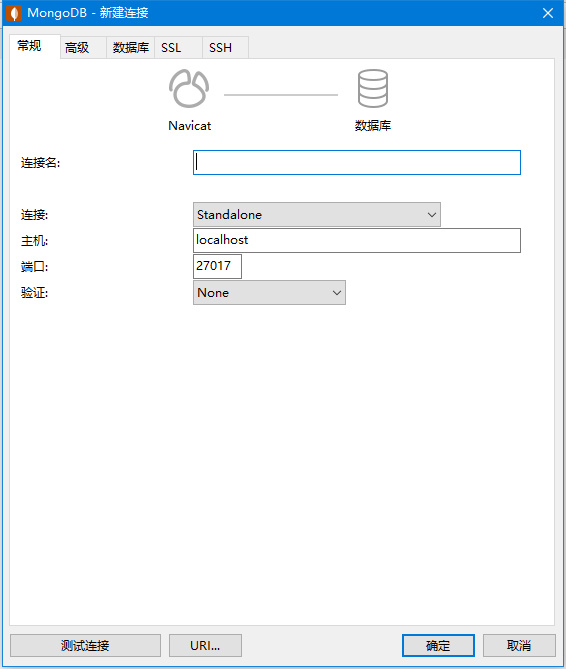 MongoDB - 新建连接
常规 高级 数据库 SSL SSH
Navicat 数据库
连接名:
连接: Standalone
主机: localhost
端口: 27017
验证: None
测试连接 URI... 确定 取消